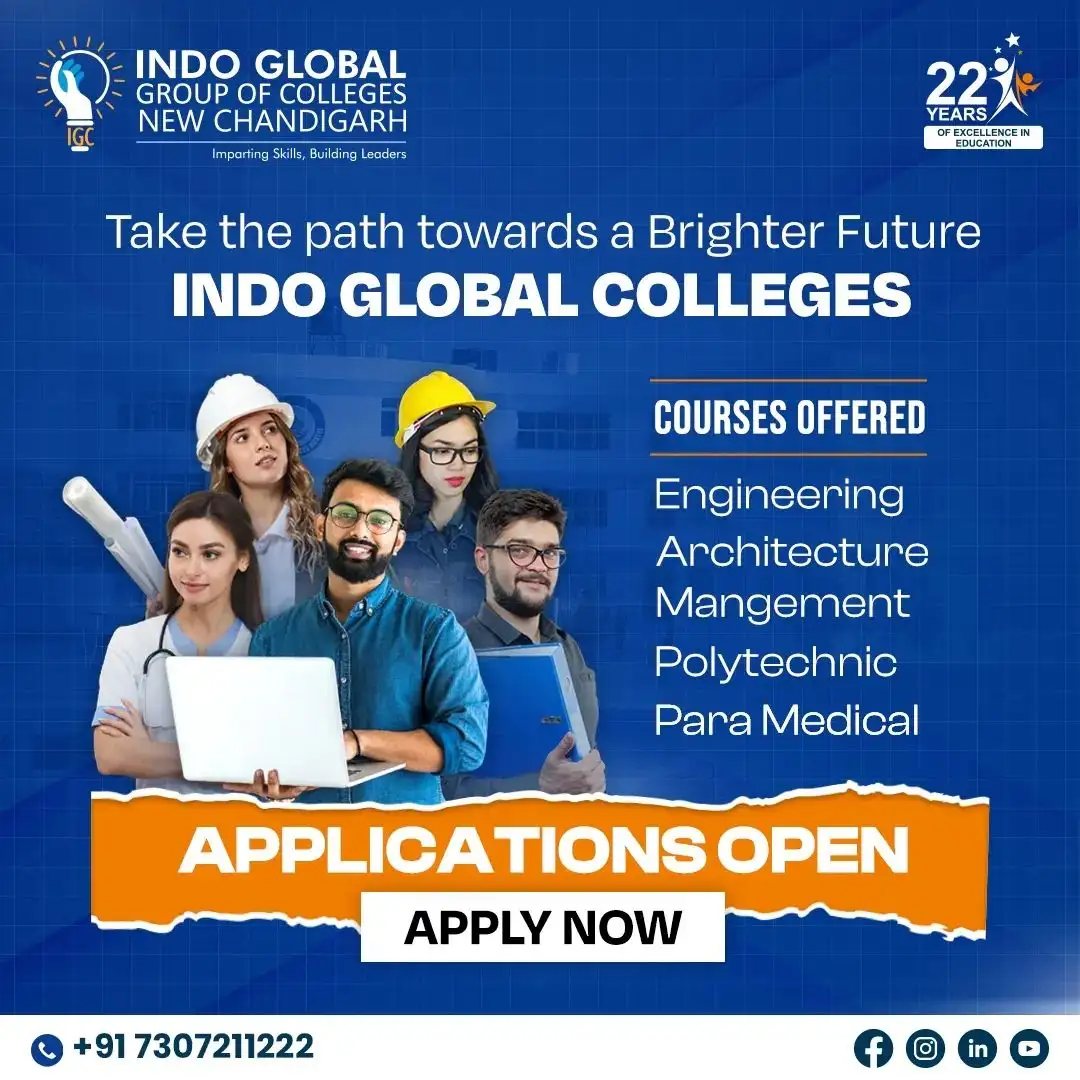 INDO GLOBAL
GROUP OF COLLEGES
NEW CHANDIGARH
Imparting Skills, Building Leaders
IGC
22
YEARS
OF EXCELLENCE IN
EDUCATION
Take the path towards a Brighter Future
INDO GLOBAL COLLEGES
COURSES OFFERED
Engineering
Architecture
Mangement
Polytechnic
Para Medical
APPLICATIONS OPEN
APPLY NOW
+91 7307211222